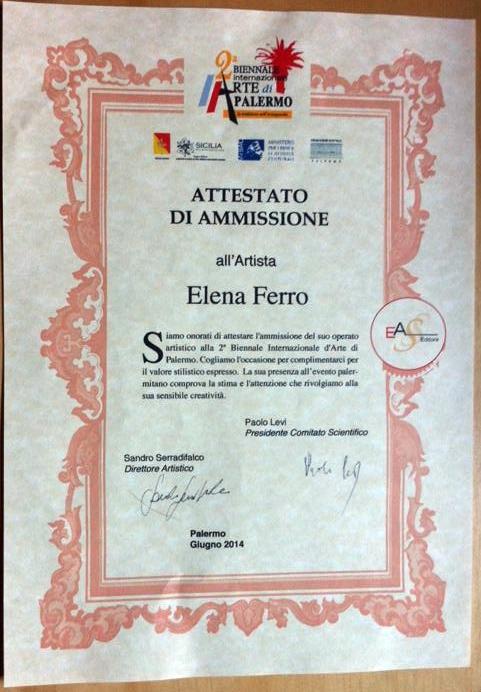 2ª
BIENNALE
internazionale
ARTE di
PALERMO
SICILIA
MINISTERO
ATTESTATO
DI AMMISSIONE
all'Artista
Elena Ferro
Siamo onorati di attestare l'ammissione del suo operato
artistico alla 2ª Biennale Internazionale d'Arte di
Palermo. Cogliamo l'occasione per complimentarci per
il valore stilistico espresso. La sua presenza all'evento paler-
mitano comprova la stima e l'attenzione che rivolgiamo alla
sua sensibile creatività.
EA
Editore
Paolo Levi
Presidente Comitato Scientifico
Sandro Serradifalco
Direttore Artistico
Palermo
Giugno 2014